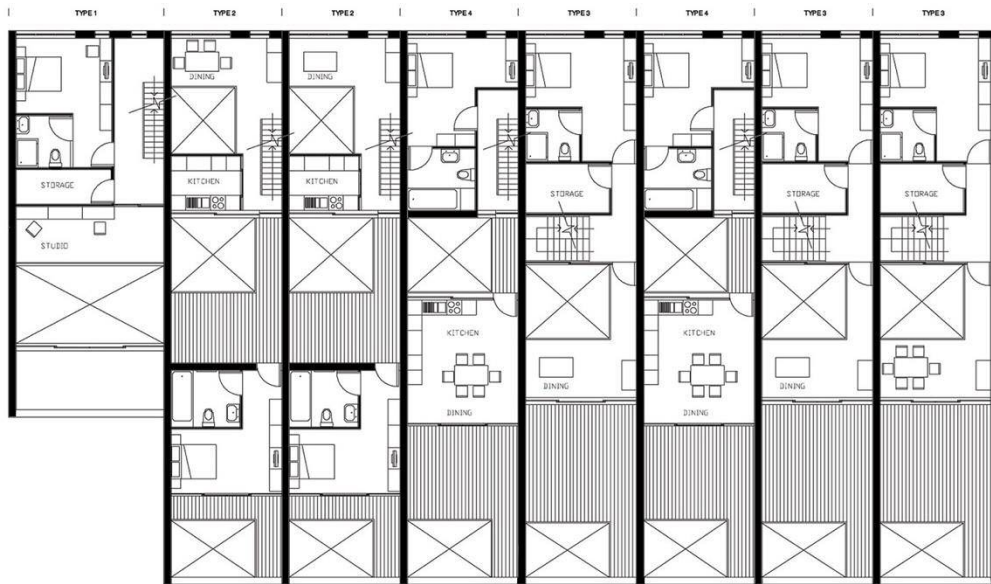 TYPE 1
TYPE 2
TYPE 2
TYPE 4
TYPE 3
TYPE 4
TYPE 3
TYPE 3
DINING
DINING
KITCHEN
KITCHEN
STORAGE
STORAGE
STORAGE
STORAGE
STUDIO
KITCHEN
KITCHEN
DINING
DINING
DINING
DINING